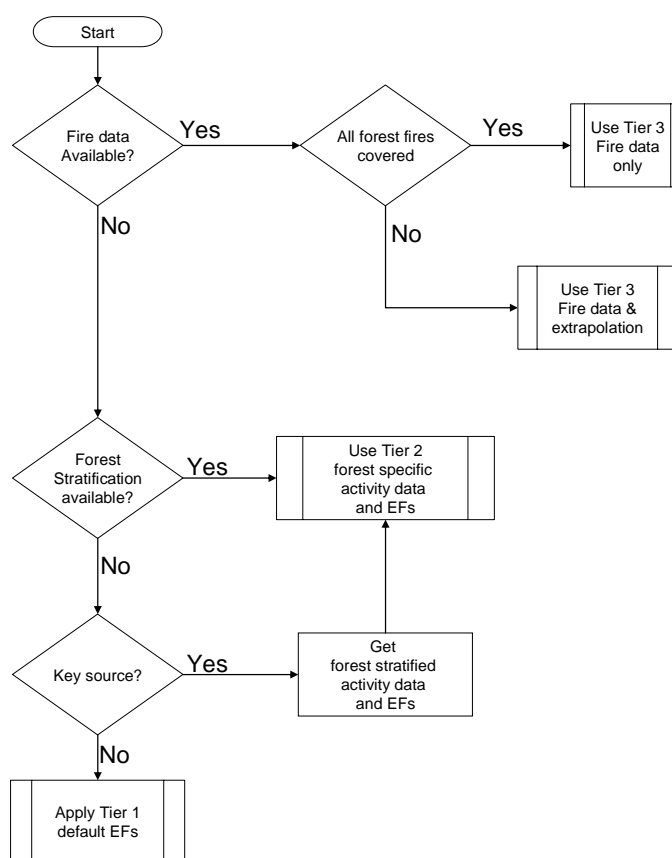 Start
Fire data
Available?
Yes
All forest fires
covered
Yes
Use Tier 3
Fire data
only
No
No
Use Tier 3
Fire data &
extrapolation
Forest
Stratification
available?
Yes
Use Tier 2
forest specific
activity data
and EFs
No
Key source?
Yes
Get
forest stratified
activity data
and EFs
No
Apply Tier 1
default EFs